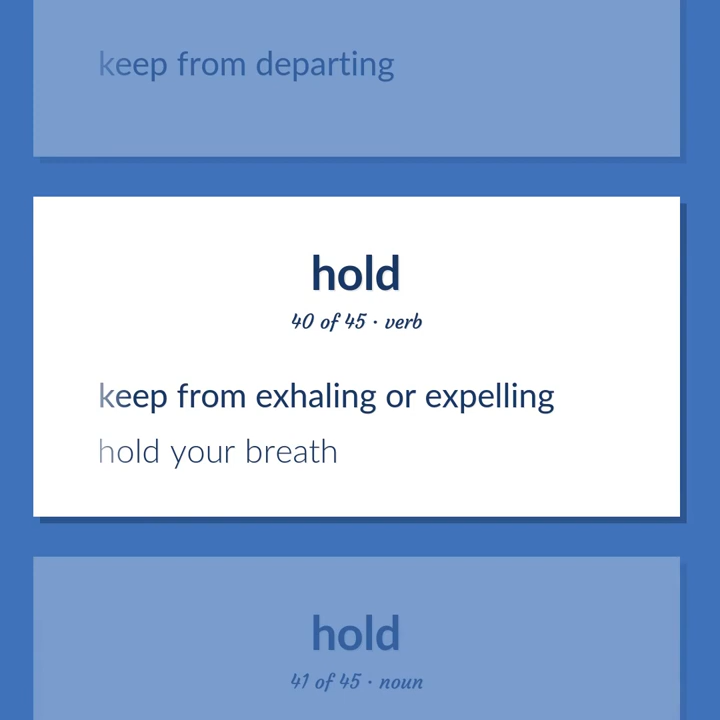 keep from departing
hold
40 of 45 · verb
keep from exhaling or expelling
hold your breath
hold
41 of 45 · noun